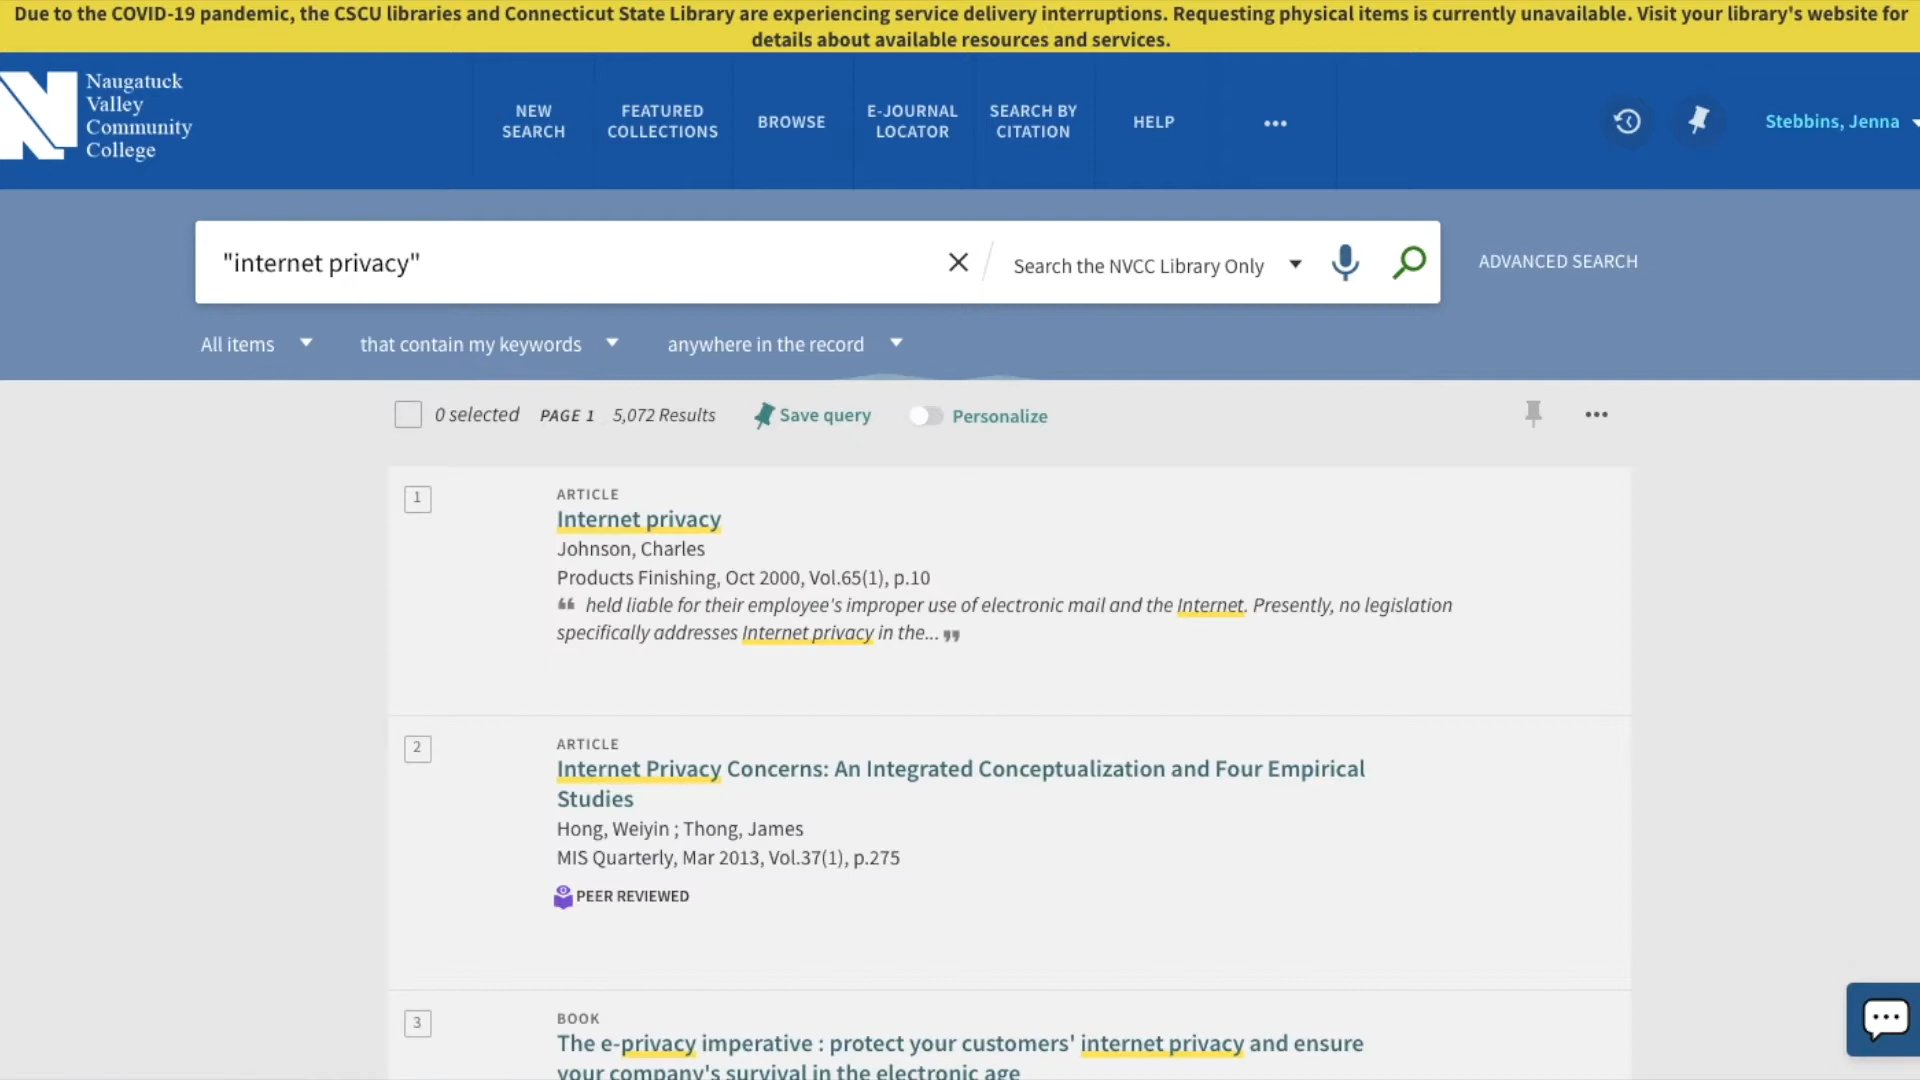 Due to the COVID-19 pandemic, the CSCU libraries and Connecticut State Library are experiencing service delivery interruptions. Requesting physical items is currently unavailable. Visit your library's website for
details about available resources and services.
Naugatuck
Valley
Community
College
NEW
SEARCH
FEATURED
COLLECTIONS
BROWSE
E-JOURNAL
LOCATOR
SEARCH BY
CITATION
HELP
Stebbins, Jenna
"internet privacy"
Search the NVCC Library Only
ADVANCED SEARCH
All items
that contain my keywords
anywhere in the record
0 selected PAGE 1 5,072 Results
Save query
Personalize
1
ARTICLE
Internet privacy
Johnson, Charles
Products Finishing, Oct 2000, Vol.65(1), p.10
“ held liable for their employee's improper use of electronic mail and the Internet. Presently, no legislation
specifically addresses Internet privacy in the... ”
2
ARTICLE
Internet Privacy Concerns: An Integrated Conceptualization and Four Empirical
Studies
Hong, Weiyin ; Thong, James
MIS Quarterly, Mar 2013, Vol.37(1), p.275
PEER REVIEWED
3
BOOK
The e-privacy imperative : protect your customers' internet privacy and ensure
your company's survival in the electronic age